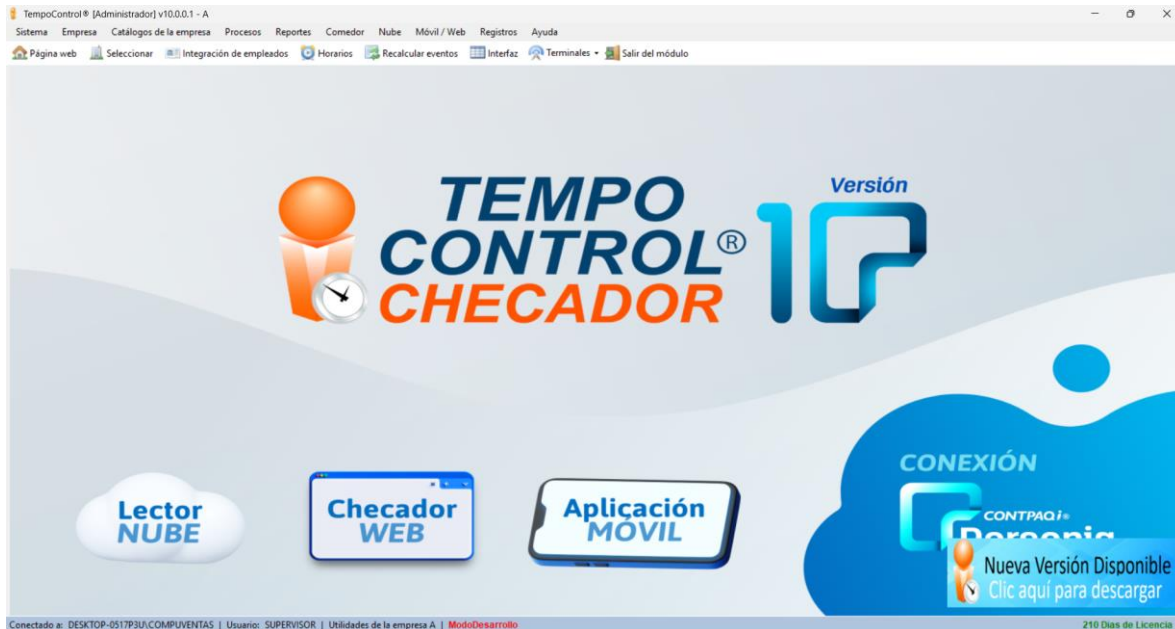 TempoControl® [Administrador] v10.0.0.1 - A
Sistema Empresa Catálogos de la empresa Procesos Reportes Comedor Nube Móvil / Web Registros Ayuda
Página web Seleccionar Integración de empleados Horarios Recalcular eventos Interfaz Terminales Salir del módulo
TEMPO
CONTROL®
CHECADOR
Versión
10
Lector
NUBE
Checador
WEB
Aplicación
MÓVIL
CONEXIÓN
CONTPAQi®
Nueva Versión Disponible
Clic aquí para descargar
Conectado a: DESKTOP-0517P3U\COMPUVENTAS | Usuario: SUPERVISOR | Utilidades de la empresa A | ModoDesarrollo
210 Dias de Licencia